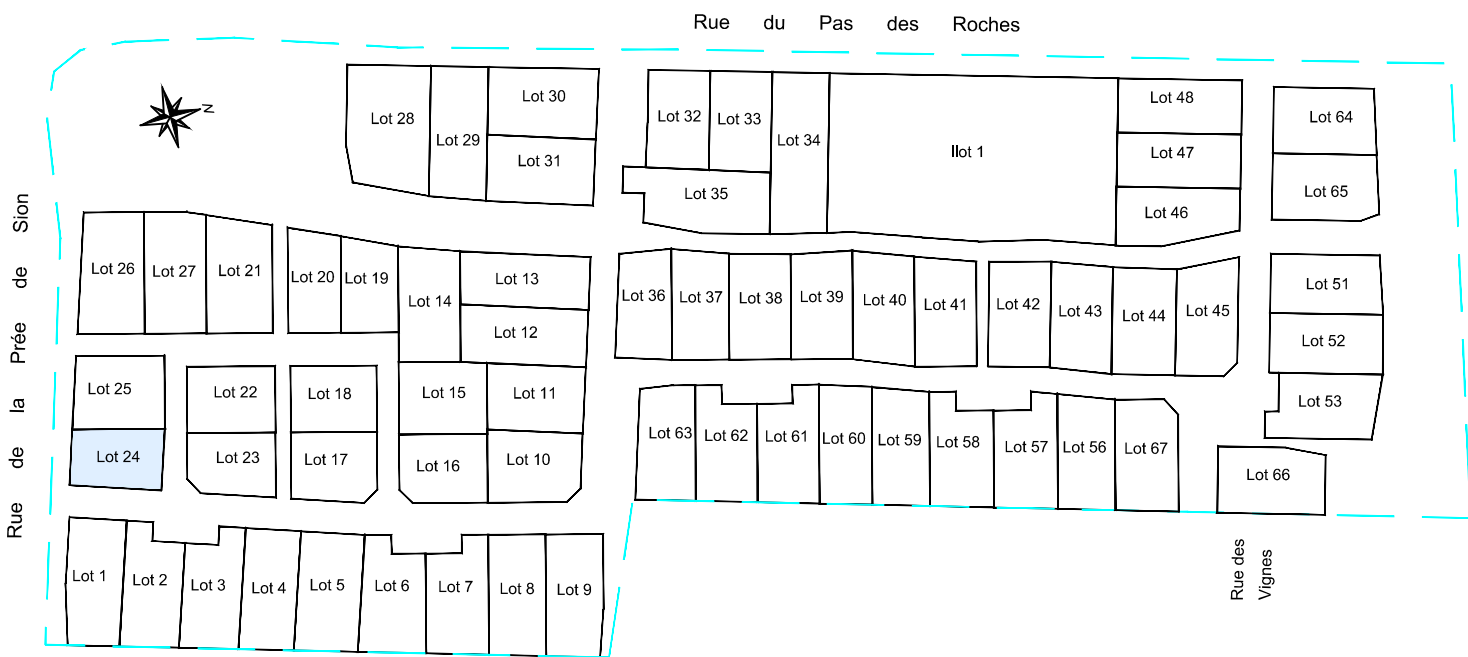 Rue du Pas des Roches
N
Rue de la Prée de Sion
Lot 28
Lot 29
Lot 30
Lot 31
Lot 32
Lot 33
Lot 34
Lot 35
Ilot 1
Lot 48
Lot 47
Lot 46
Lot 64
Lot 65
Lot 26
Lot 27
Lot 21
Lot 20
Lot 19
Lot 14
Lot 13
Lot 12
Lot 36
Lot 37
Lot 38
Lot 39
Lot 40
Lot 41
Lot 42
Lot 43
Lot 44
Lot 45
Lot 51
Lot 52
Lot 53
Lot 25
Lot 24
Lot 22
Lot 23
Lot 18
Lot 17
Lot 15
Lot 16
Lot 11
Lot 10
Lot 63
Lot 62
Lot 61
Lot 60
Lot 59
Lot 58
Lot 57
Lot 56
Lot 67
Lot 66
Lot 1
Lot 2
Lot 3
Lot 4
Lot 5
Lot 6
Lot 7
Lot 8
Lot 9
Rue des
Vignes